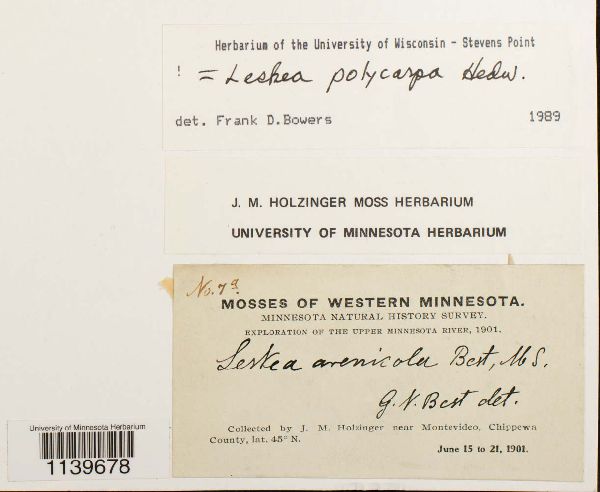 Herbarium of the University of Wisconsin - Stevens Point
! = Leskea polycarpa Hedw.
det. Frank D. Bowers 1989
J. M. HOLZINGER MOSS HERBARIUM
UNIVERSITY OF MINNESOTA HERBARIUM
No. 7a.
MOSSES OF WESTERN MINNESOTA.
MINNESOTA NATURAL HISTORY SURVEY.
EXPLORATION OF THE UPPER MINNESOTA RIVER, 1901.
Leskea arenicola Best, MS.
G. N. Best det.
Collected by J. M. Holzinger near Montevideo, Chippewa
County, lat. 45° N.
June 15 to 21, 1901.
University of Minnesota Herbarium
1139678